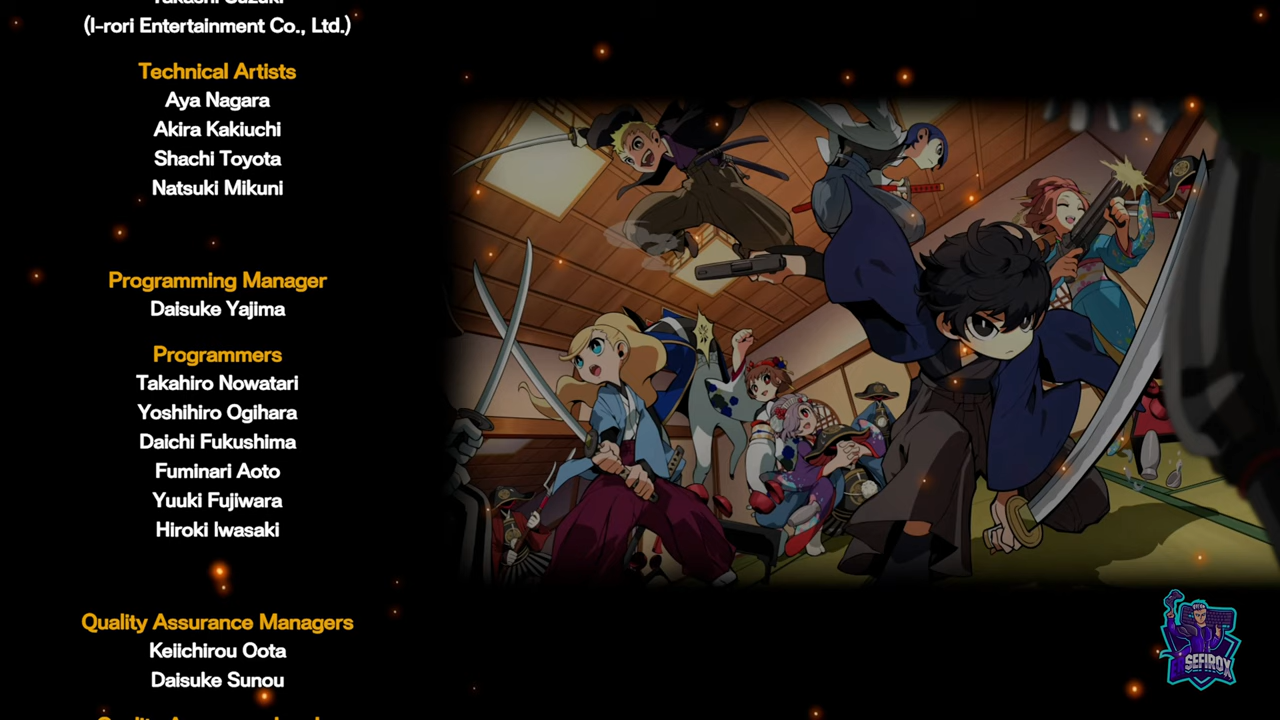 (I-rori Entertainment Co., Ltd.)
Technical Artists
Aya Nagara
Akira Kakiuchi
Shachi Toyota
Natsuki Mikuni
Programming Manager
Daisuke Yajima
Programmers
Takahiro Nowatari
Yoshihiro Ogihara
Daichi Fukushima
Fuminari Aoto
Yuuki Fujiwara
Hiroki Iwasaki
Quality Assurance Managers
Keiichirou Oota
Daisuke Sunou
SEFIROX